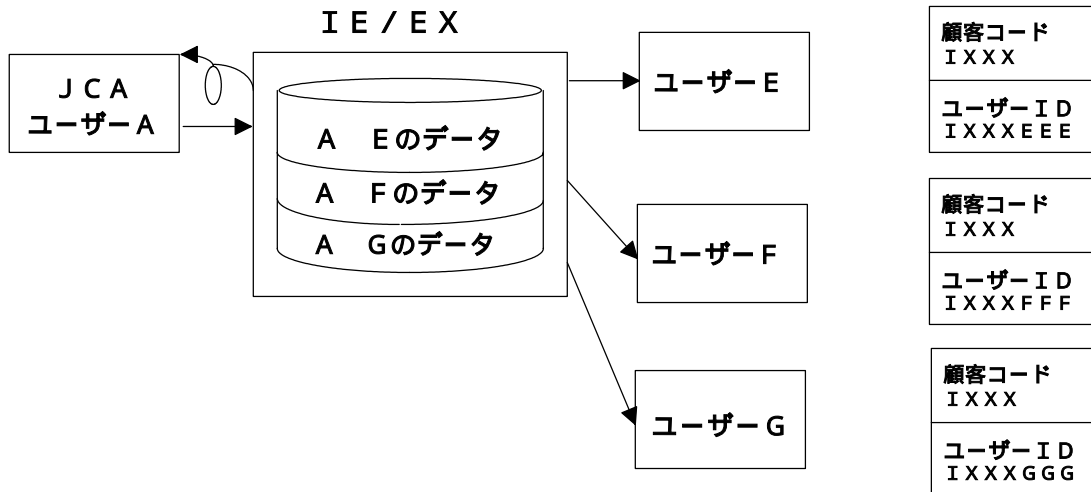 ＩＥ/ＥＸ
ＪＣＡ
ユーザーＡ
Ａ　Ｅのデータ
Ａ　Ｆのデータ
Ａ　Ｇのデータ
ユーザーＥ
ユーザーＦ
ユーザーＧ
顧客コード
ＩＸＸＸ
ユーザーＩＤ
ＩＸＸＸＥＥＥ
顧客コード
ＩＸＸＸ
ユーザーＩＤ
ＩＸＸＸＦＦＦ
顧客コード
ＩＸＸＸ
ユーザーＩＤ
ＩＸＸＸＧＧＧ